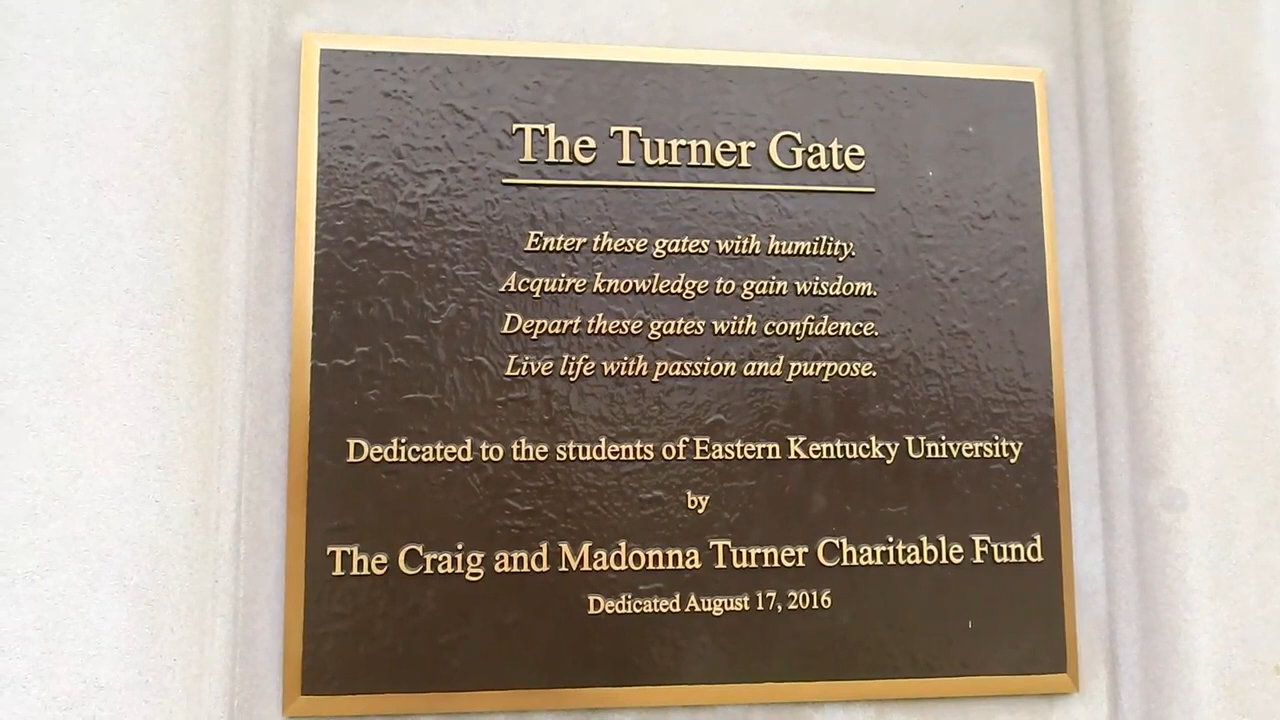 The Turner Gate
Enter these gates with humility.
Acquire knowledge to gain wisdom.
Depart these gates with confidence.
Live life with passion and purpose.
Dedicated to the students of Eastern Kentucky University
by
The Craig and Madonna Turner Charitable Fund
Dedicated August 17, 2016